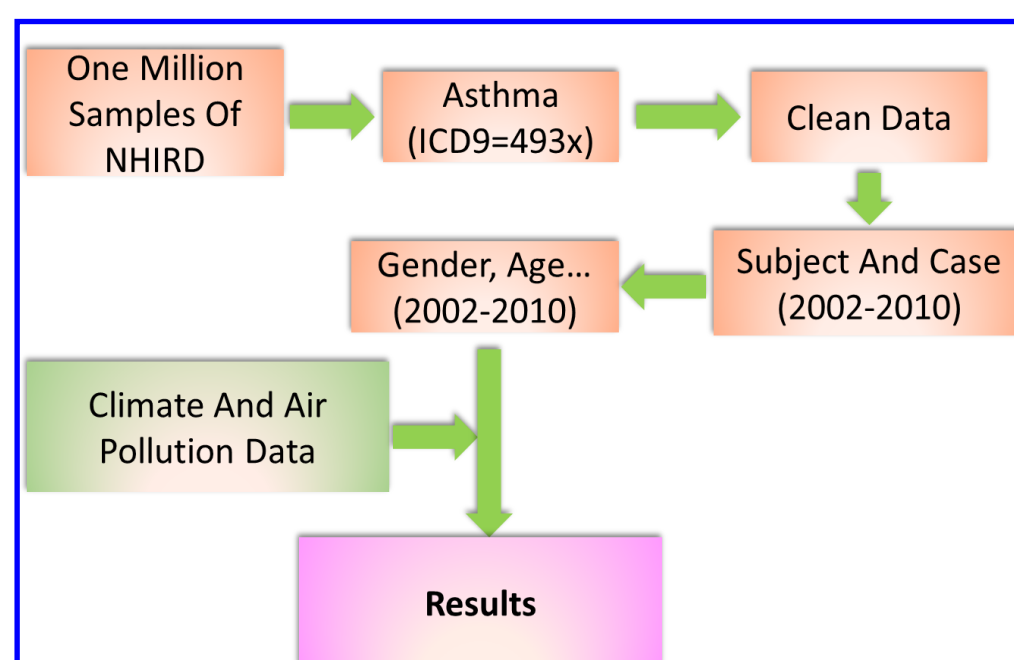 One Million
Samples Of
NHIRD
Asthma
(ICD9=493x)
Clean Data
Subject And Case
(2002-2010)
Gender, Age...
(2002-2010)
Climate And Air
Pollution Data
Results